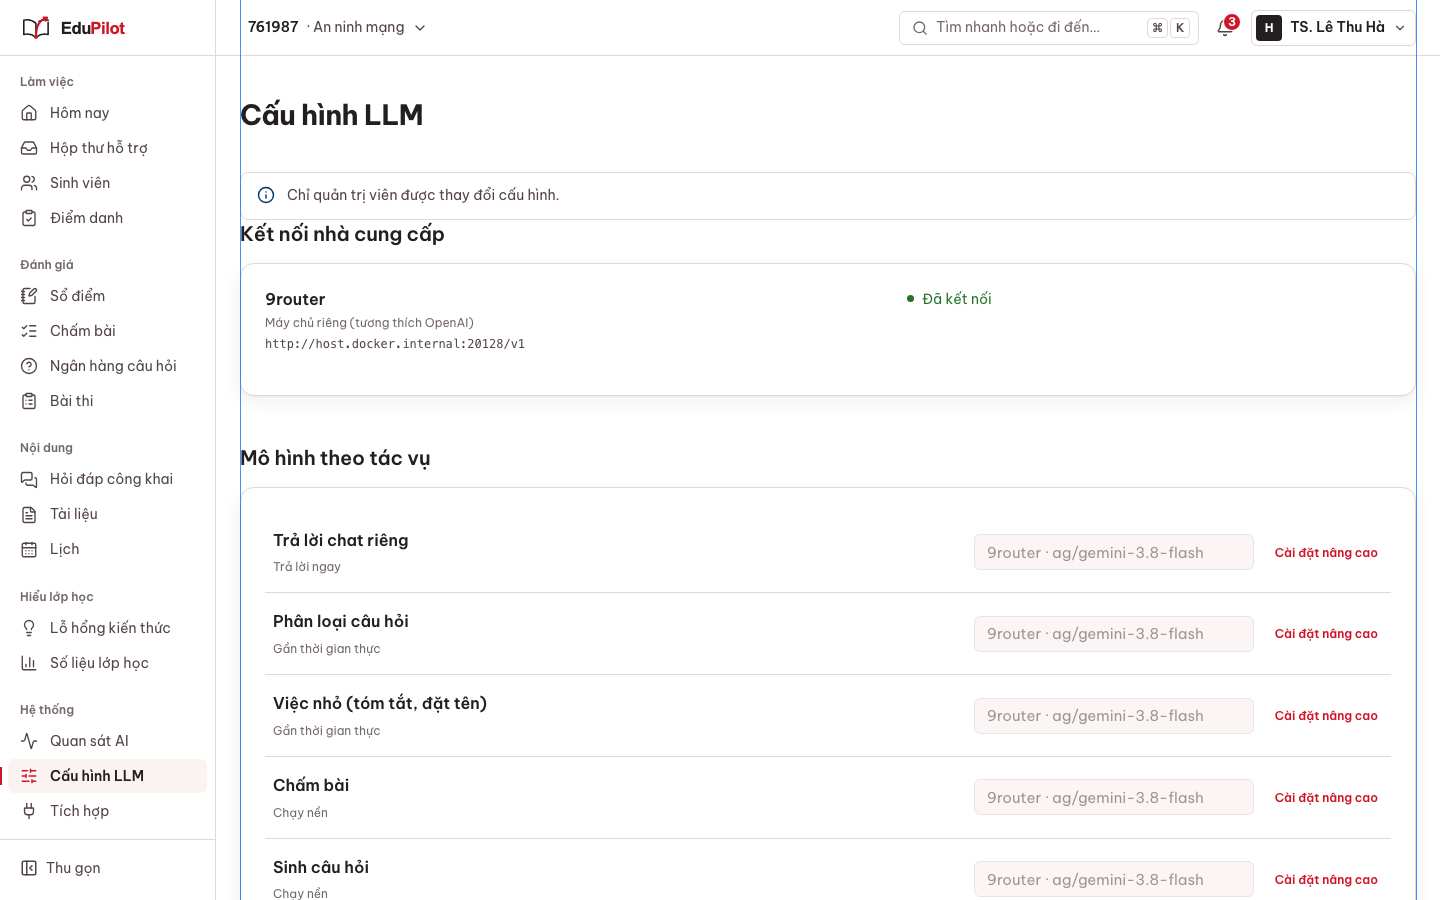 EduPilot
761987 · An ninh mạng
Tìm nhanh hoặc đi đến...
⌘ K
3
H
TS. Lê Thu Hà
Làm việc
Hôm nay
Hộp thư hỗ trợ
Sinh viên
Điểm danh
Đánh giá
Sổ điểm
Chấm bài
Ngân hàng câu hỏi
Bài thi
Nội dung
Hỏi đáp công khai
Tài liệu
Lịch
Hiểu lớp học
Lỗ hổng kiến thức
Số liệu lớp học
Hệ thống
Quan sát AI
Cấu hình LLM
Tích hợp
Thu gọn
Cấu hình LLM
Chỉ quản trị viên được thay đổi cấu hình.
Kết nối nhà cung cấp
9router
Đã kết nối
Máy chủ riêng (tương thích OpenAI)
http://host.docker.internal:20128/v1
Mô hình theo tác vụ
Trả lời chat riêng
Trả lời ngay
9router · ag/gemini-3.8-flash
Cài đặt nâng cao
Phân loại câu hỏi
Gần thời gian thực
9router · ag/gemini-3.8-flash
Cài đặt nâng cao
Việc nhỏ (tóm tắt, đặt tên)
Gần thời gian thực
9router · ag/gemini-3.8-flash
Cài đặt nâng cao
Chấm bài
Chạy nền
9router · ag/gemini-3.8-flash
Cài đặt nâng cao
Sinh câu hỏi
Chạy nền
9router · ag/gemini-3.8-flash
Cài đặt nâng cao